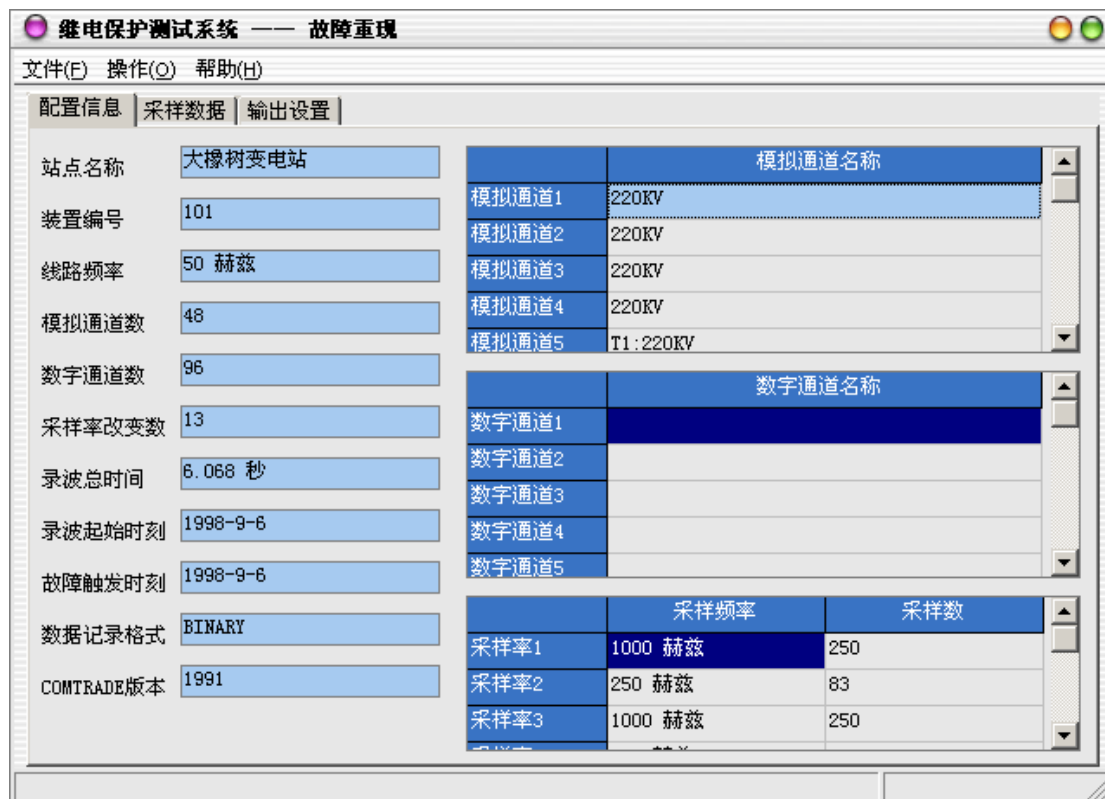 继电保护测试系统 —— 故障重现
文件(F) 操作(O) 帮助(H)
配置信息 采样数据 输出设置
站点名称 大橡树变电站
装置编号 101
线路频率 50 赫兹
模拟通道数 48
数字通道数 96
采样率改变数 13
录波总时间 6.068 秒
录波起始时刻 1998-9-6
故障触发时刻 1998-9-6
数据记录格式 BINARY
COMTRADE版本 1991
模拟通道名称
模拟通道1 220KV
模拟通道2 220KV
模拟通道3 220KV
模拟通道4 220KV
模拟通道5 T1:220KV
数字通道名称
数字通道1
数字通道2
数字通道3
数字通道4
数字通道5
采样频率 采样数
采样率1 1000 赫兹 250
采样率2 250 赫兹 83
采样率3 1000 赫兹 250